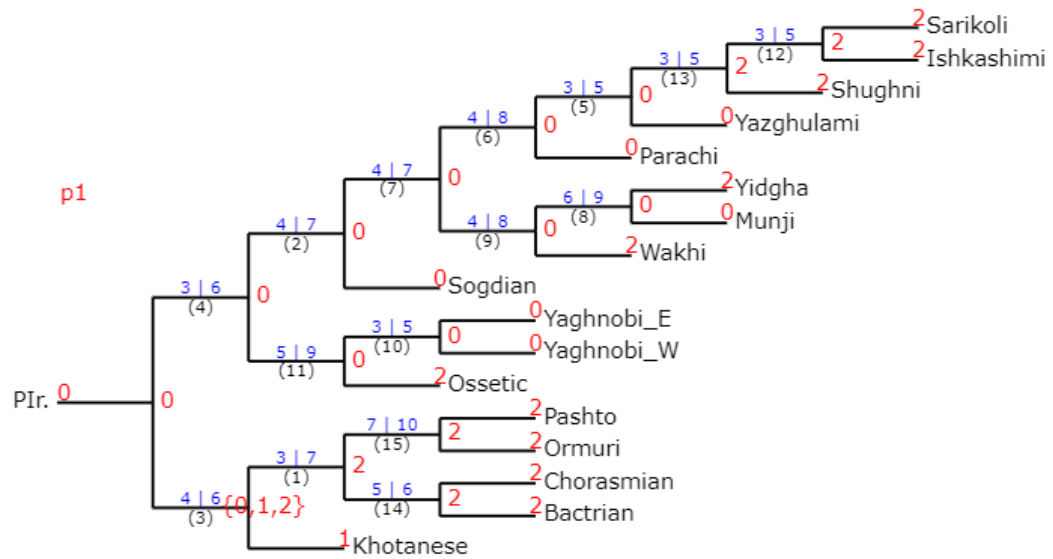 2 Sarikoli
3 | 5
(12) 2
2 Ishkashimi
3 | 5
(13) 2
2 Shughni
3 | 5
(5) 0
0 Yazghulami
4 | 8
(6) 0
0 Parachi
4 | 7
(7) 0
p1
2 Yidgha
6 | 9
(8) 0
0 Munji
4 | 8
(9) 0
2 Wakhi
4 | 7
(2) 0
0 Sogdian
3 | 6
(4) 0
0 Yaghnobi_E
3 | 5
(10) 0
0 Yaghnobi_W
5 | 9
(11) 0
2 Ossetic
PIr. 0
0
2 Pashto
7 | 10
(15) 2
2 Ormuri
3 | 7
(1) 2
2 Chorasmian
5 | 6
(14) 2
2 Bactrian
4 | 6
(3) {0,1,2}
1 Khotanese